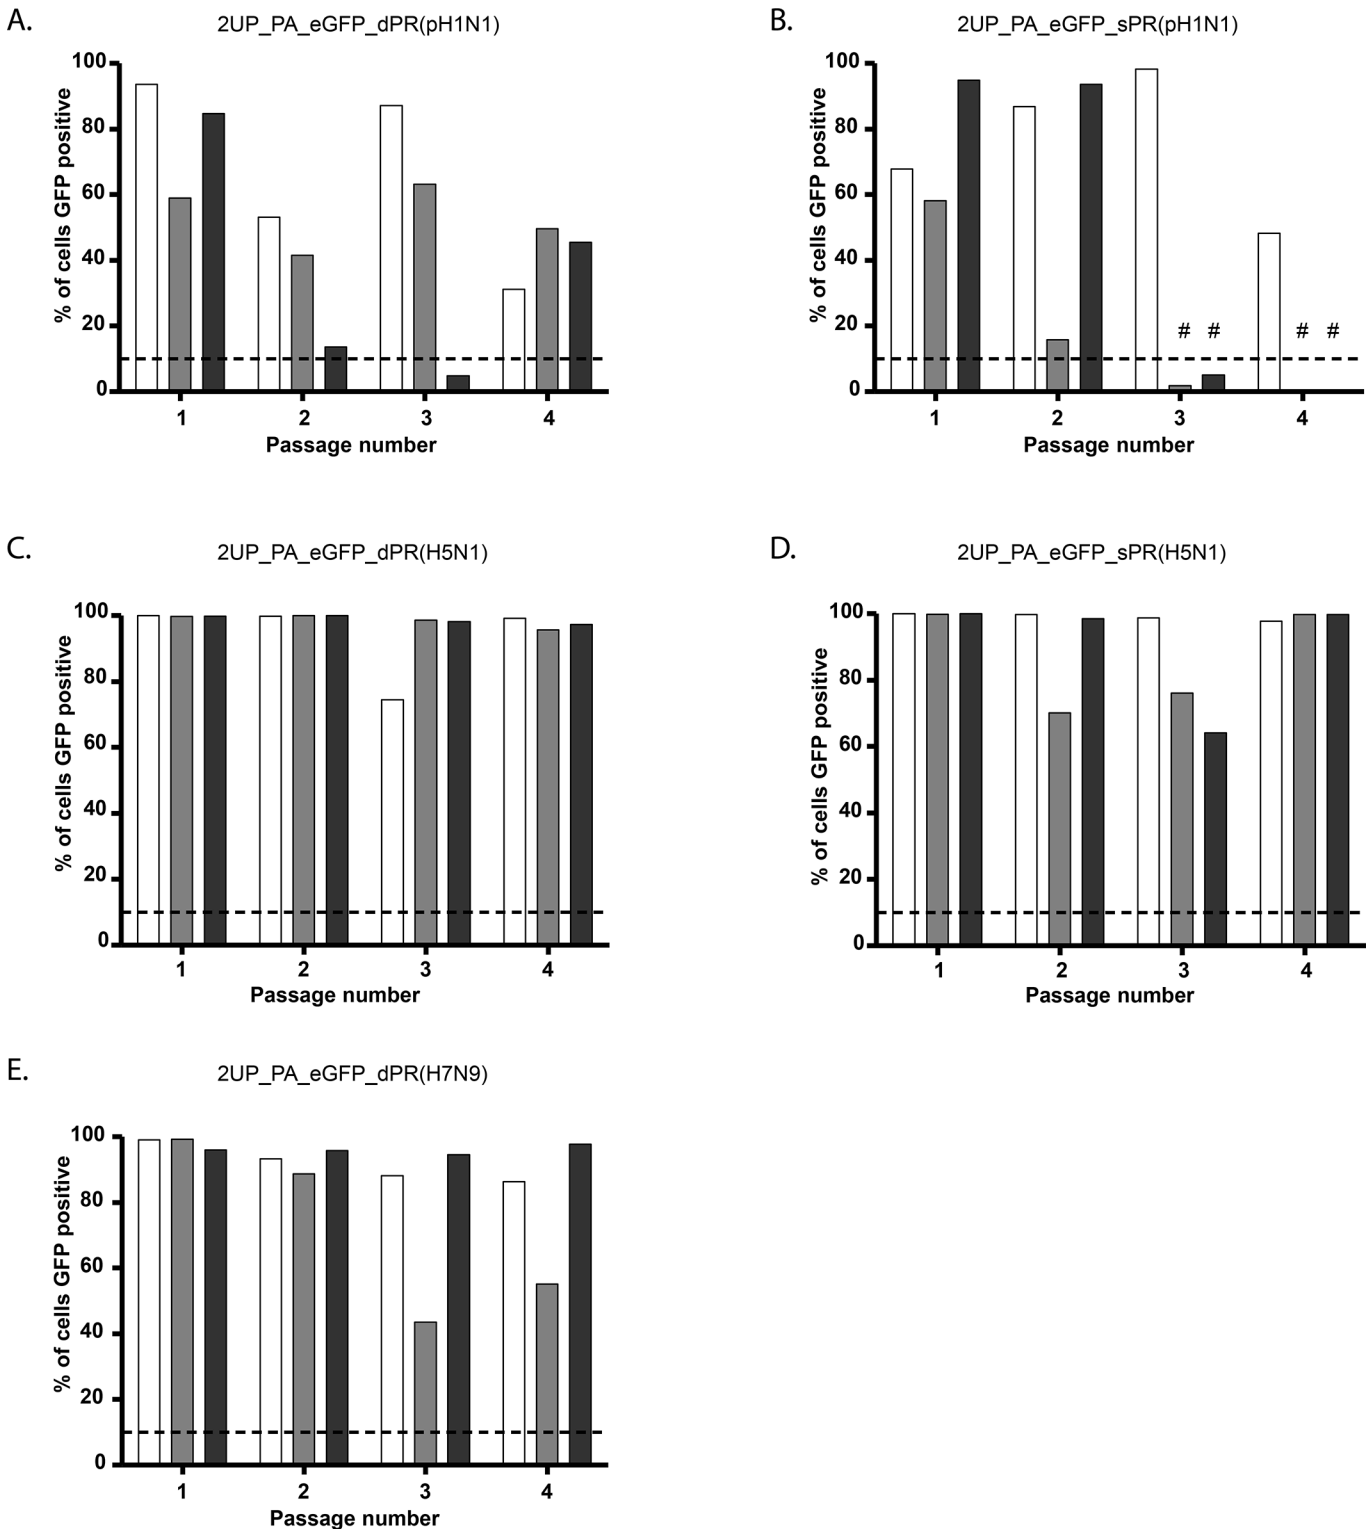 A.
2UP_PA_eGFP_dPR(pH1N1)
% of cells GFP positive
100
80
60
40
20
0
1 2 3 4
Passage number
B.
2UP_PA_eGFP_sPR(pH1N1)
% of cells GFP positive
100
80
60
40
20
0
# # # #
1 2 3 4
Passage number
C.
2UP_PA_eGFP_dPR(H5N1)
% of cells GFP positive
100
80
60
40
20
0
1 2 3 4
Passage number
D.
2UP_PA_eGFP_sPR(H5N1)
% of cells GFP positive
100
80
60
40
20
0
1 2 3 4
Passage number
E.
2UP_PA_eGFP_dPR(H7N9)
% of cells GFP positive
100
80
60
40
20
0
1 2 3 4
Passage number